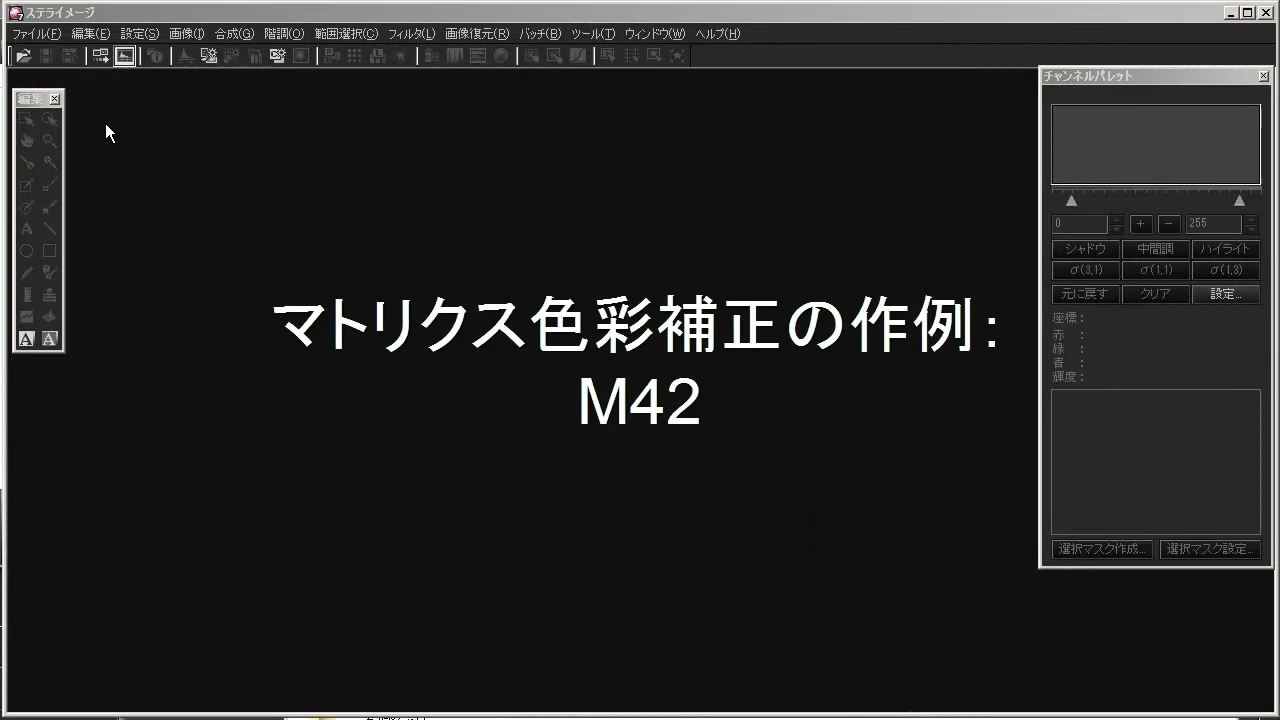 ステライメージ
ファイル(F) 編集(E) 設定(S) 画像(I) 合成(G) 階調(O) 範囲選択(C) フィルタ(L) 画像復元(R) バッチ(B) ツール(T) ウィンドウ(W) ヘルプ(H)
チャンネルパレット
編集
0 + - 255
シャドウ 中間調 ハイライト
σ(3,1) σ(1,1) σ(1,3)
元に戻す クリア 設定...
座標:
赤 :
緑 :
青 :
輝度:
A
A A
マトリクス色彩補正の作例:
M42
選択マスク作成... 選択マスク設定...